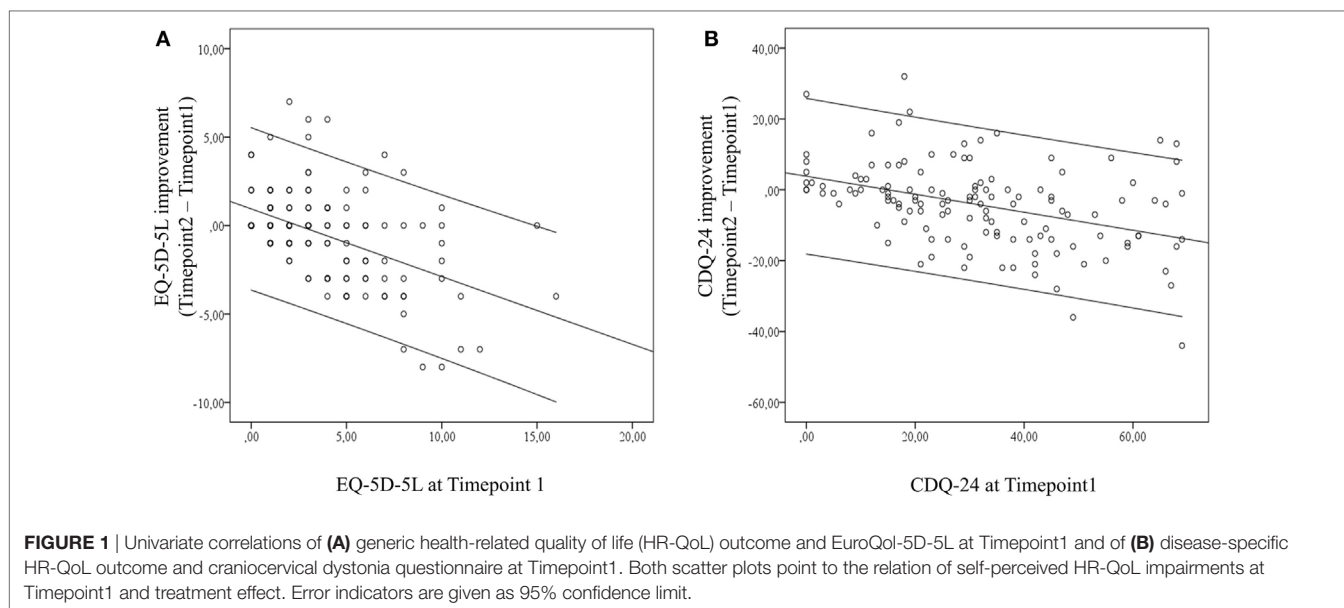 A
B
10,00
5,00
,00
-5,00
-10,00
EQ-5D-5L improvement
(Timepoint2 – Timepoint1)
,00
5,00
10,00
15,00
20,00
EQ-5D-5L at Timepoint 1
40,00
20,00
,00
-20,00
-40,00
-60,00
CDQ-24 improvement
(Timepoint2 – Timepoint1)
,00
20,00
40,00
60,00
CDQ-24 at Timepoint1
FIGURE 1 | Univariate correlations of (A) generic health-related quality of life (HR-QoL) outcome and EuroQol-5D-5L at Timepoint1 and of (B) disease-specific
HR-QoL outcome and craniocervical dystonia questionnaire at Timepoint1. Both scatter plots point to the relation of self-perceived HR-QoL impairments at
Timepoint1 and treatment effect. Error indicators are given as 95% confidence limit.